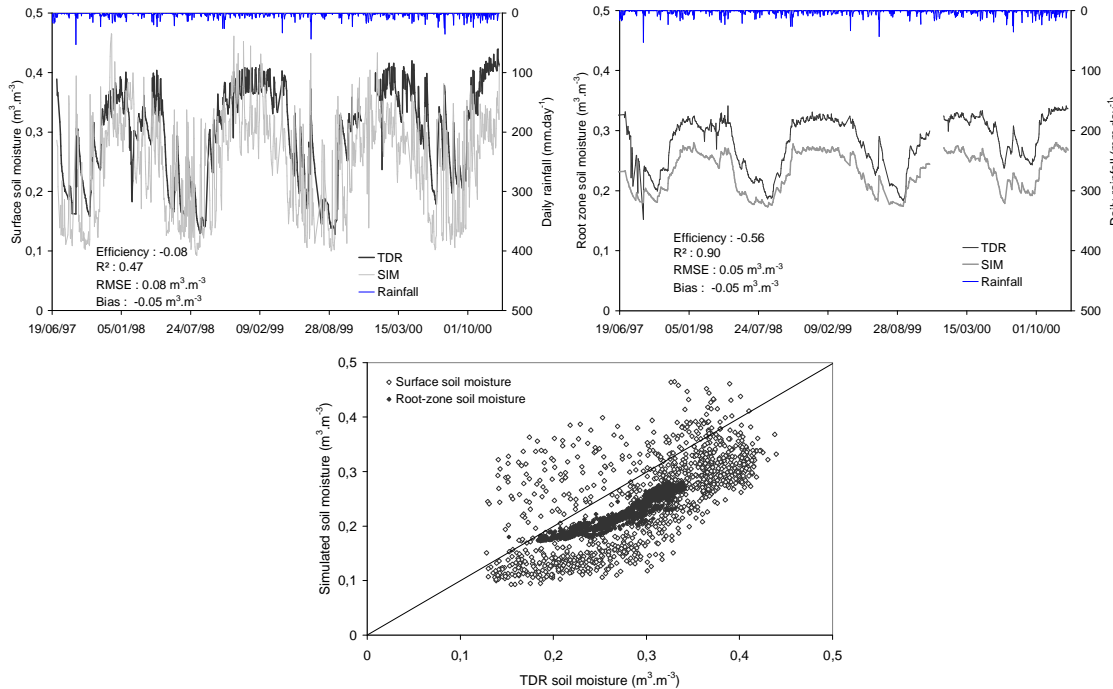 0,5
0,4
0,3
0,2
0,1
0
Surface soil moisture (m³.m⁻³)
0
100
200
300
400
500
Daily rainfall (mm.day⁻¹)
Efficiency : -0.08
R² : 0.47
RMSE : 0.08 m³.m⁻³
Bias : -0.05 m³.m⁻³
TDR
SIM
Rainfall
19/06/97 05/01/98 24/07/98 09/02/99 28/08/99 15/03/00 01/10/00
0,5
0,4
0,3
0,2
0,1
0
Root zone soil moisture (m³.m⁻³)
0
100
200
300
400
500
Efficiency : -0.56
R² : 0.90
RMSE : 0.05 m³.m⁻³
Bias : -0.05 m³.m⁻³
TDR
SIM
Rainfall
19/06/97 05/01/98 24/07/98 09/02/99 28/08/99 15/03/00 01/10/00
0,5
0,4
0,3
0,2
0,1
0
Simulated soil moisture (m³.m⁻³)
Surface soil moisture
Root-zone soil moisture
0 0,1 0,2 0,3 0,4 0,5
TDR soil moisture (m³.m⁻³)